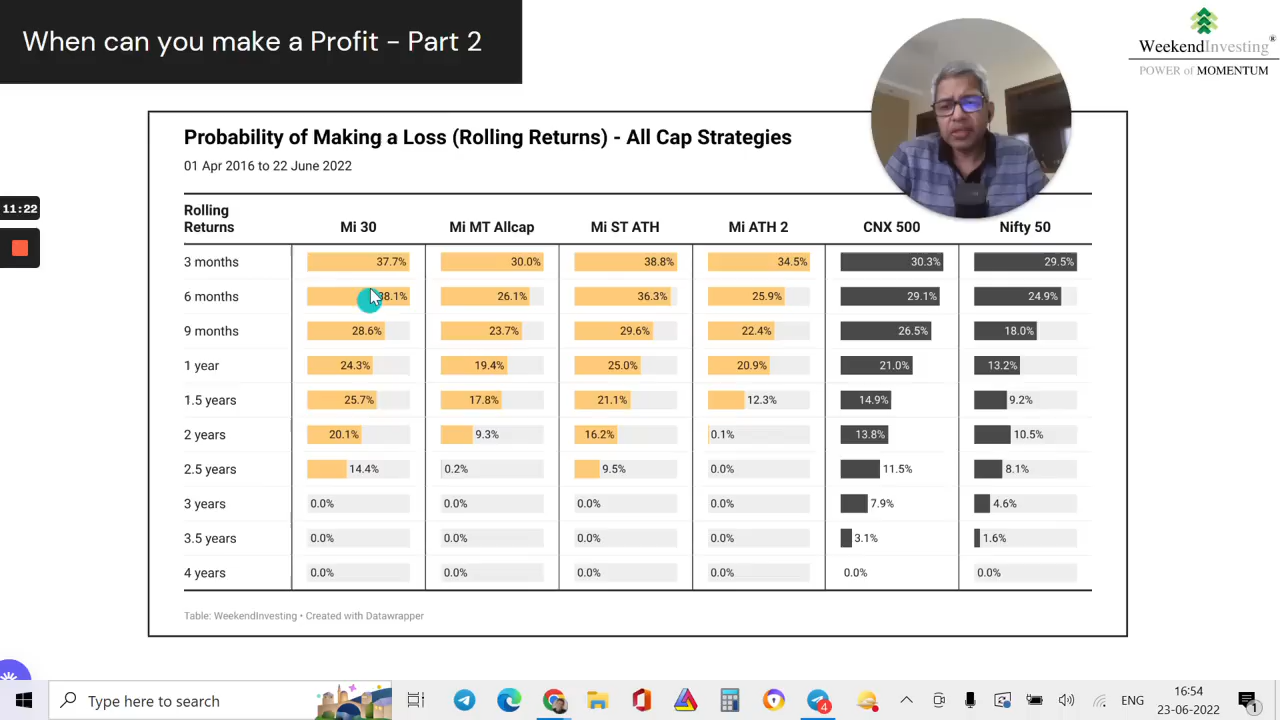 When can you make a Profit – Part 2
WeekendInvesting®
POWER of MOMENTUM
Probability of Making a Loss (Rolling Returns) - All Cap Strategies
01 Apr 2016 to 22 June 2022
11:22
Rolling Returns Mi 30 Mi MT Allcap Mi ST ATH Mi ATH 2 CNX 500 Nifty 50
3 months 37.7% 30.0% 38.8% 34.5% 30.3% 29.5%
6 months 38.1% 26.1% 36.3% 25.9% 29.1% 24.9%
9 months 28.6% 23.7% 29.6% 22.4% 26.5% 18.0%
1 year 24.3% 19.4% 25.0% 20.9% 21.0% 13.2%
1.5 years 25.7% 17.8% 21.1% 12.3% 14.9% 9.2%
2 years 20.1% 9.3% 16.2% 0.1% 13.8% 10.5%
2.5 years 14.4% 0.2% 9.5% 0.0% 11.5% 8.1%
3 years 0.0% 0.0% 0.0% 0.0% 7.9% 4.6%
3.5 years 0.0% 0.0% 0.0% 0.0% 3.1% 1.6%
4 years 0.0% 0.0% 0.0% 0.0% 0.0% 0.0%
Table: WeekendInvesting • Created with Datawrapper
Type here to search
4
ENG
16:54
23-06-2022
1